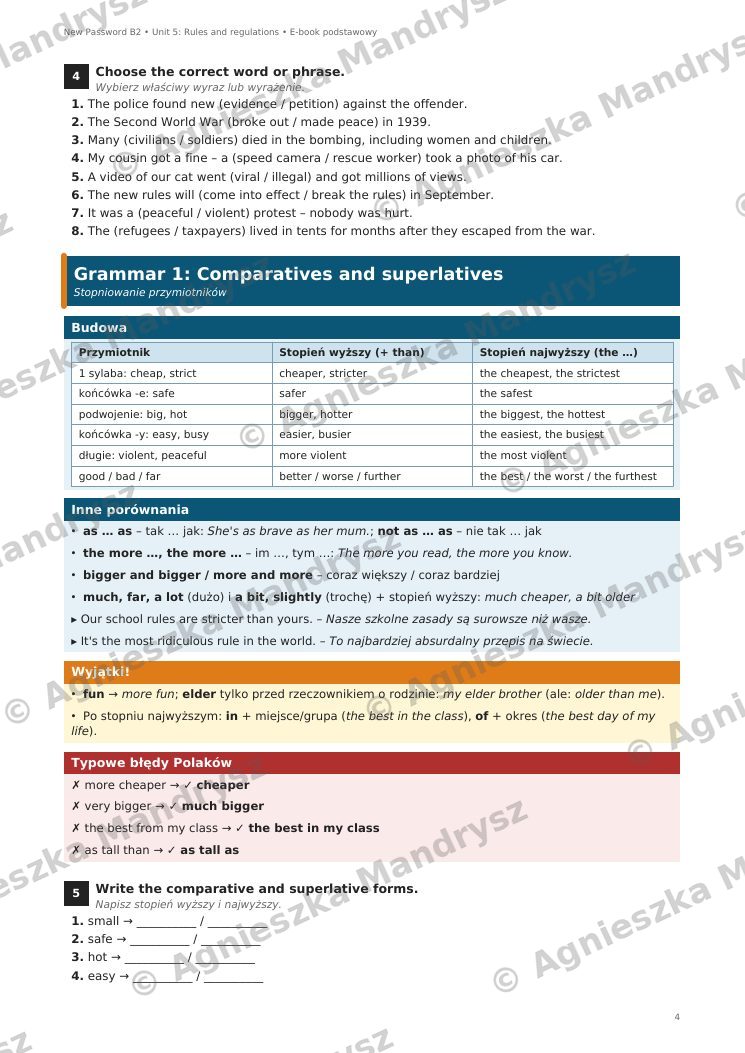 New Password B2 • Unit 5: Rules and regulations • E-book podstawowy
4 Choose the correct word or phrase.
Wybierz właściwy wyraz lub wyrażenie.
1. The police found new (evidence / petition) against the offender.
2. The Second World War (broke out / made peace) in 1939.
3. Many (civilians / soldiers) died in the bombing, including women and children.
4. My cousin got a fine – a (speed camera / rescue worker) took a photo of his car.
5. A video of our cat went (viral / illegal) and got millions of views.
6. The new rules will (come into effect / break the rules) in September.
7. It was a (peaceful / violent) protest – nobody was hurt.
8. The (refugees / taxpayers) lived in tents for months after they escaped from the war.
Grammar 1: Comparatives and superlatives
Stopniowanie przymiotników
Budowa
Przymiotnik Stopień wyższy (+ than) Stopień najwyższy (the …)
1 sylaba: cheap, strict cheaper, stricter the cheapest, the strictest
końcówka -e: safe safer the safest
podwojenie: big, hot bigger, hotter the biggest, the hottest
końcówka -y: easy, busy easier, busier the easiest, the busiest
długie: violent, peaceful more violent the most violent
good / bad / far better / worse / further the best / the worst / the furthest
Inne porównania
• as … as – tak … jak: She's as brave as her mum.; not as … as – nie tak … jak
• the more …, the more … – im …, tym …: The more you read, the more you know.
• bigger and bigger / more and more – coraz większy / coraz bardziej
• much, far, a lot (dużo) i a bit, slightly (trochę) + stopień wyższy: much cheaper, a bit older
▸ Our school rules are stricter than yours. – Nasze szkolne zasady są surowsze niż wasze.
▸ It's the most ridiculous rule in the world. – To najbardziej absurdalny przepis na świecie.
Wyjątki!
• fun → more fun; elder tylko przed rzeczownikiem o rodzinie: my elder brother (ale: older than me).
• Po stopniu najwyższym: in + miejsce/grupa (the best in the class), of + okres (the best day of my
life).
Typowe błędy Polaków
✗ more cheaper → ✓ cheaper
✗ very bigger → ✓ much bigger
✗ the best from my class → ✓ the best in my class
✗ as tall than → ✓ as tall as
5 Write the comparative and superlative forms.
Napisz stopień wyższy i najwyższy.
1. small → __________ / __________
2. safe → __________ / __________
3. hot → __________ / __________
4. easy → __________ / __________
4
© Agnieszka Mandrysz